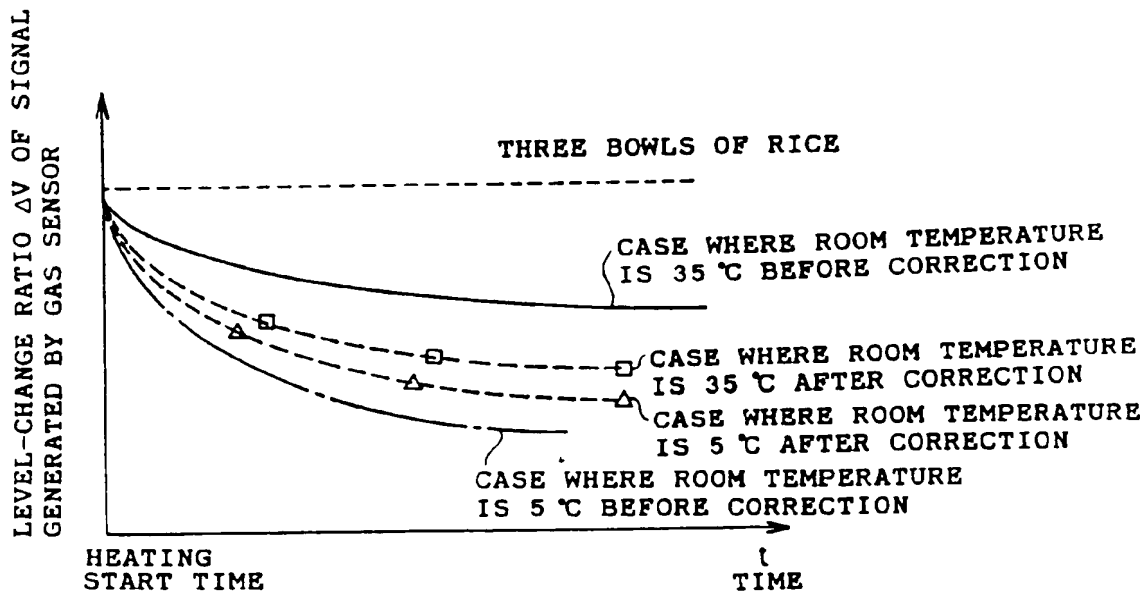 LEVEL-CHANGE RATIO ΔV OF SIGNAL
GENERATED BY GAS SENSOR
THREE BOWLS OF RICE
CASE WHERE ROOM TEMPERATURE
IS 35 ℃ BEFORE CORRECTION
CASE WHERE ROOM TEMPERATURE
IS 35 ℃ AFTER CORRECTION
CASE WHERE ROOM TEMPERATURE
IS 5 ℃ AFTER CORRECTION
CASE WHERE ROOM TEMPERATURE
IS 5 ℃ BEFORE CORRECTION
HEATING
START TIME
t
TIME